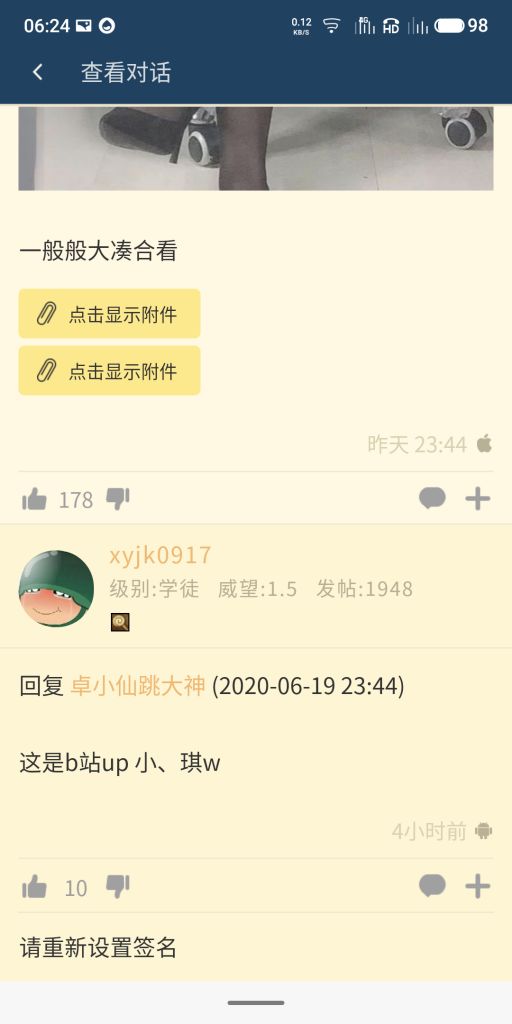 06:24 0.12 KB/S 4G HD 98
查看对话
一般般大凑合看
点击显示附件
点击显示附件
昨天 23:44
178
xyjk0917
级别:学徒 威望:1.5 发帖:1948
回复 卓小仙跳大神 (2020-06-19 23:44)
这是b站up 小、琪w
4小时前
10
请重新设置签名